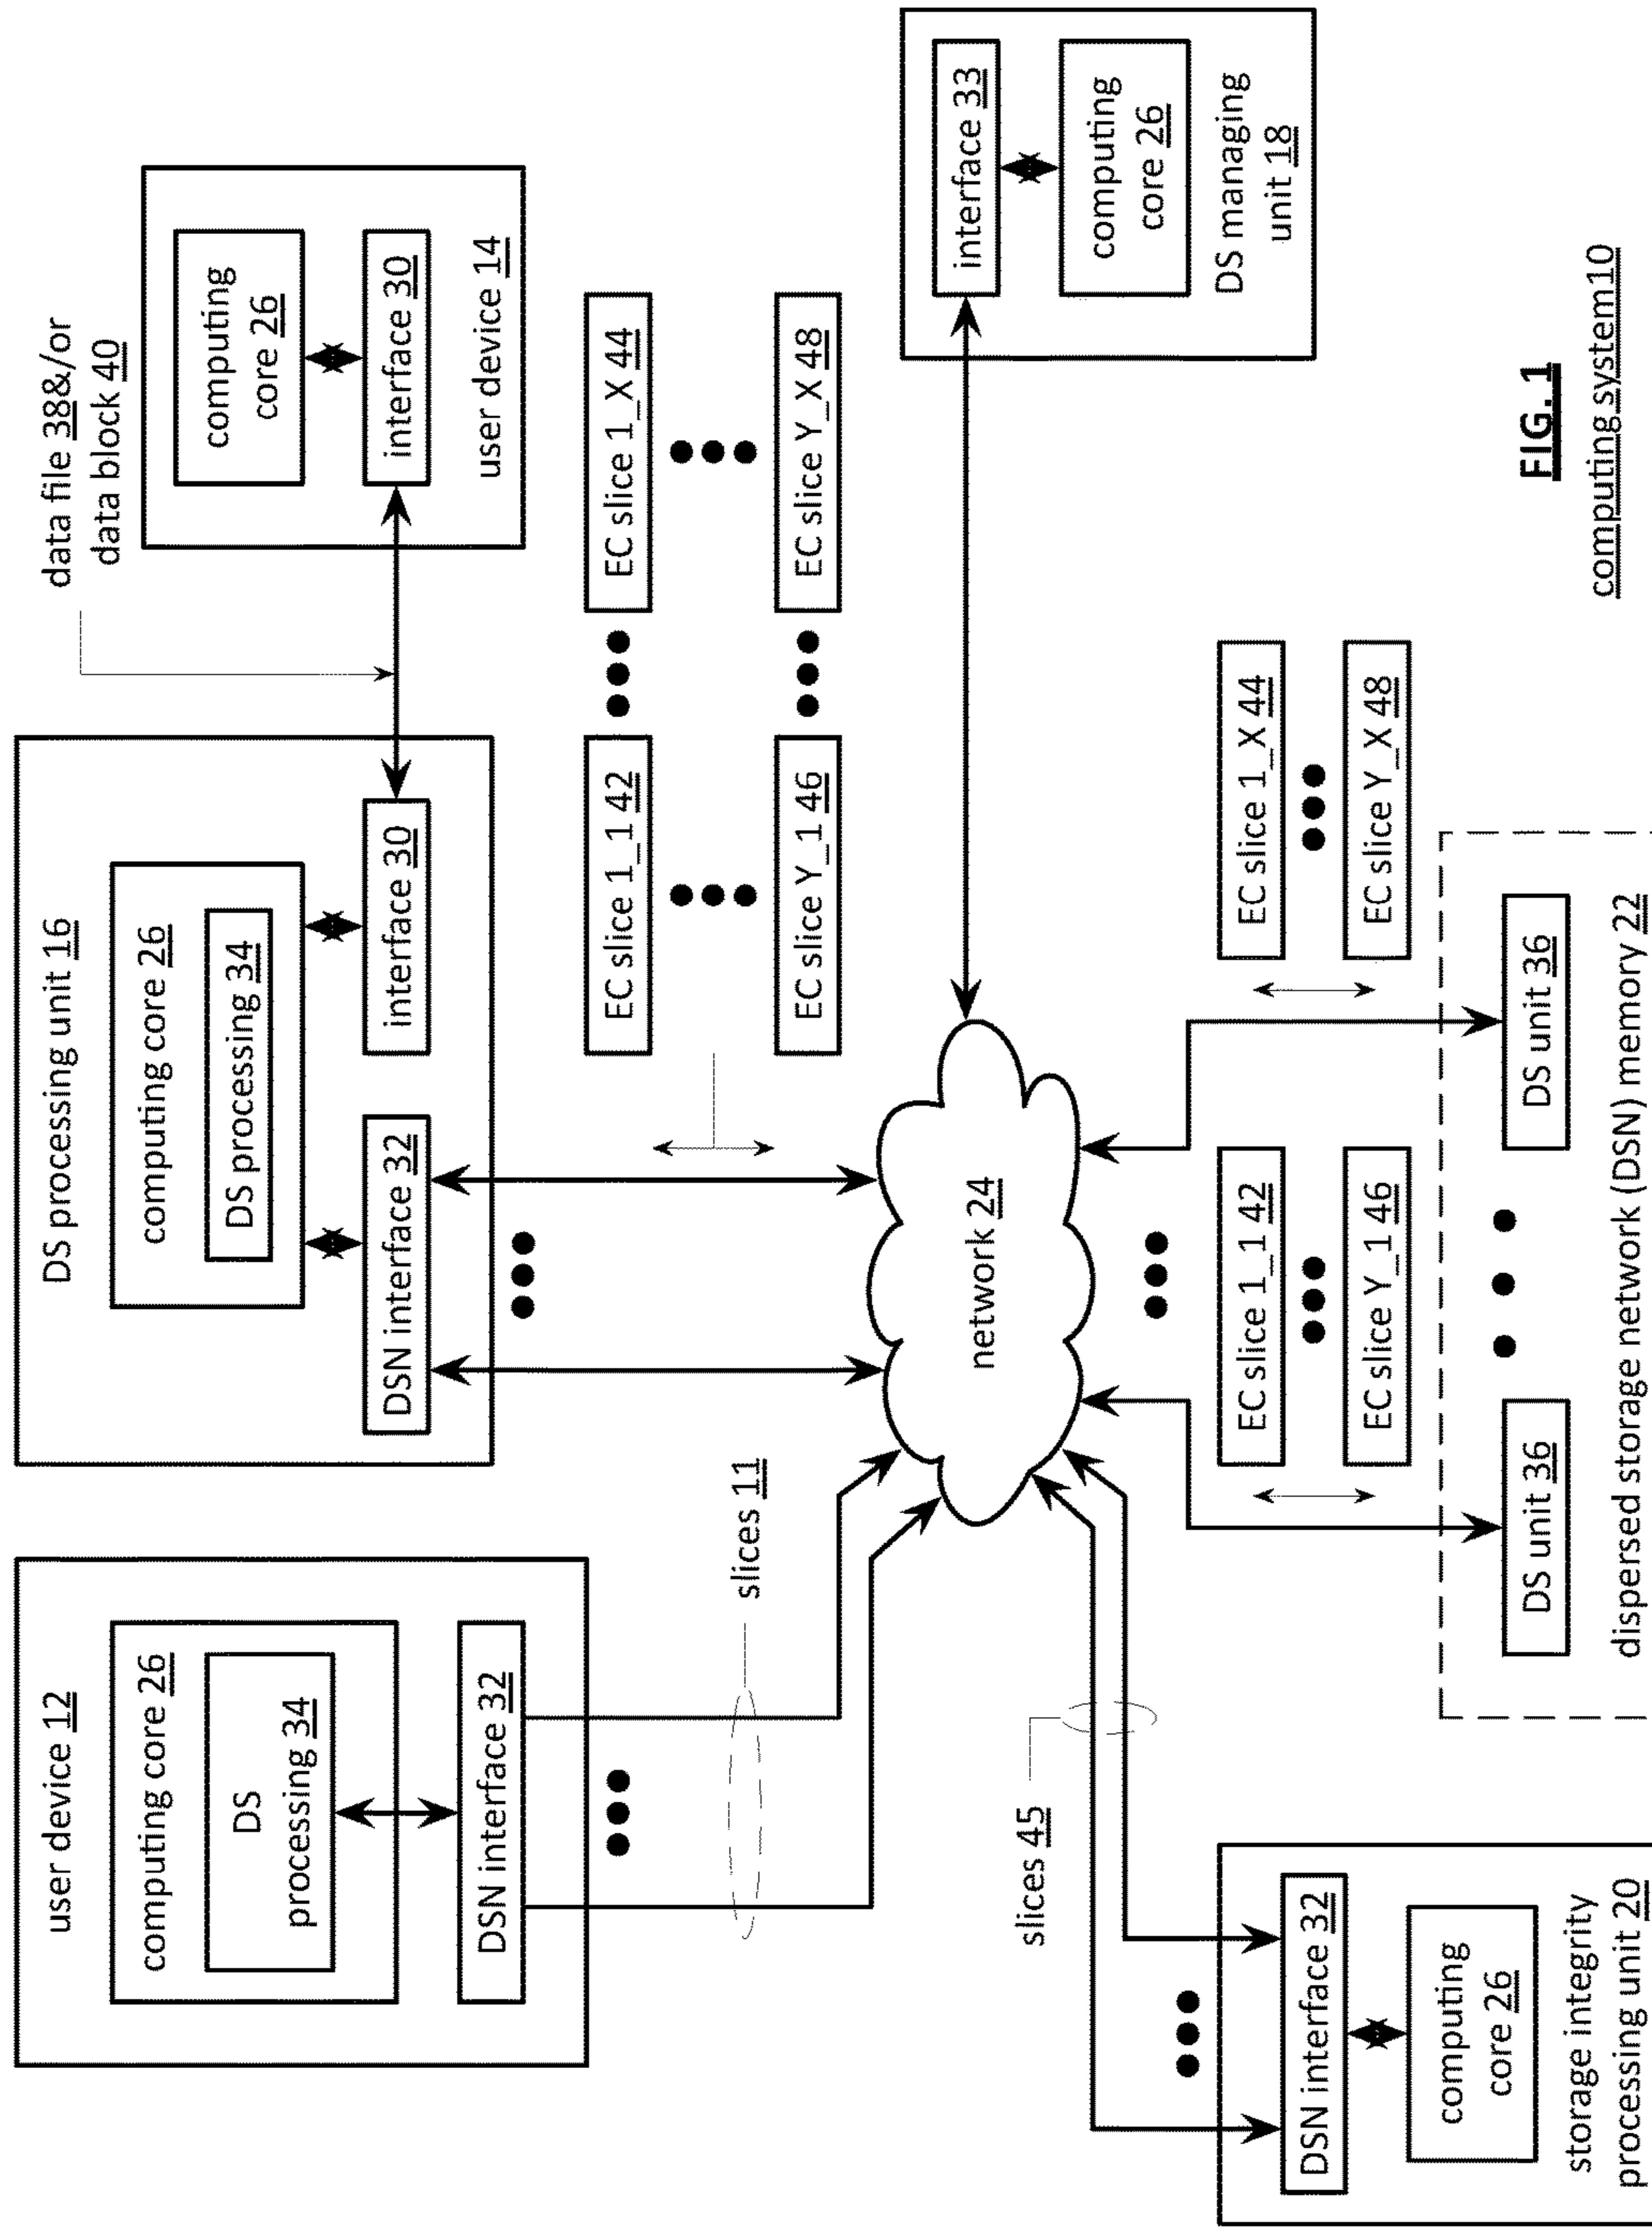 user device 12
computing core 26
DS
processing 34
DSN interface 32
slices 11
DS processing unit 16
computing core 26
DS processing 34
DSN interface 32
interface 30
data file 38&/or
data block 40
computing
core 26
interface 30
user device 14
EC slice 1_1 42
EC slice 1_X 44
EC slice Y_1 46
EC slice Y_X 48
network 24
interface 33
computing
core 26
DS managing
unit 18
slices 45
DSN interface 32
computing
core 26
storage integrity
processing unit 20
EC slice 1_1 42
EC slice 1_X 44
EC slice Y_1 46
EC slice Y_X 48
DS unit 36
DS unit 36
dispersed storage network (DSN) memory 22
FIG. 1
computing system10